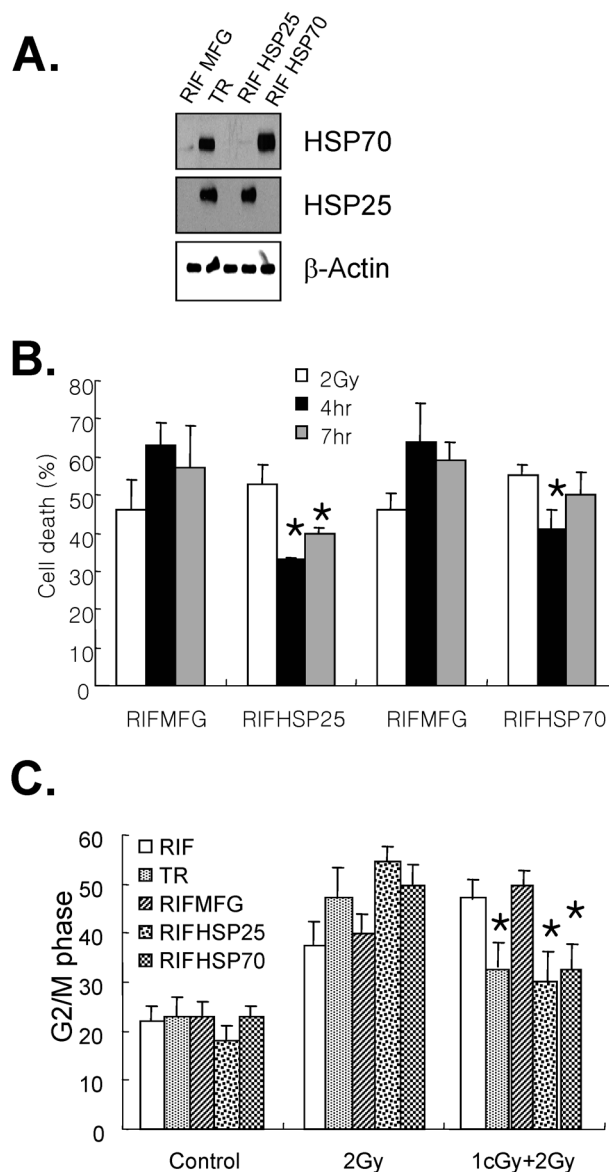 A.
RIF MFG
TR
RIF HSP25
RIF HSP70
HSP70
HSP25
β-Actin
B.
2Gy
4hr
7hr
Cell death (%)
80
70
60
50
40
30
20
10
0
* * *
RIFMFG RIFHSP25 RIFMFG RIFHSP70
C.
RIF
TR
RIFMFG
RIFHSP25
RIFHSP70
G2/M phase
60
50
40
30
20
10
0
* * *
Control 2Gy 1cGy+2Gy